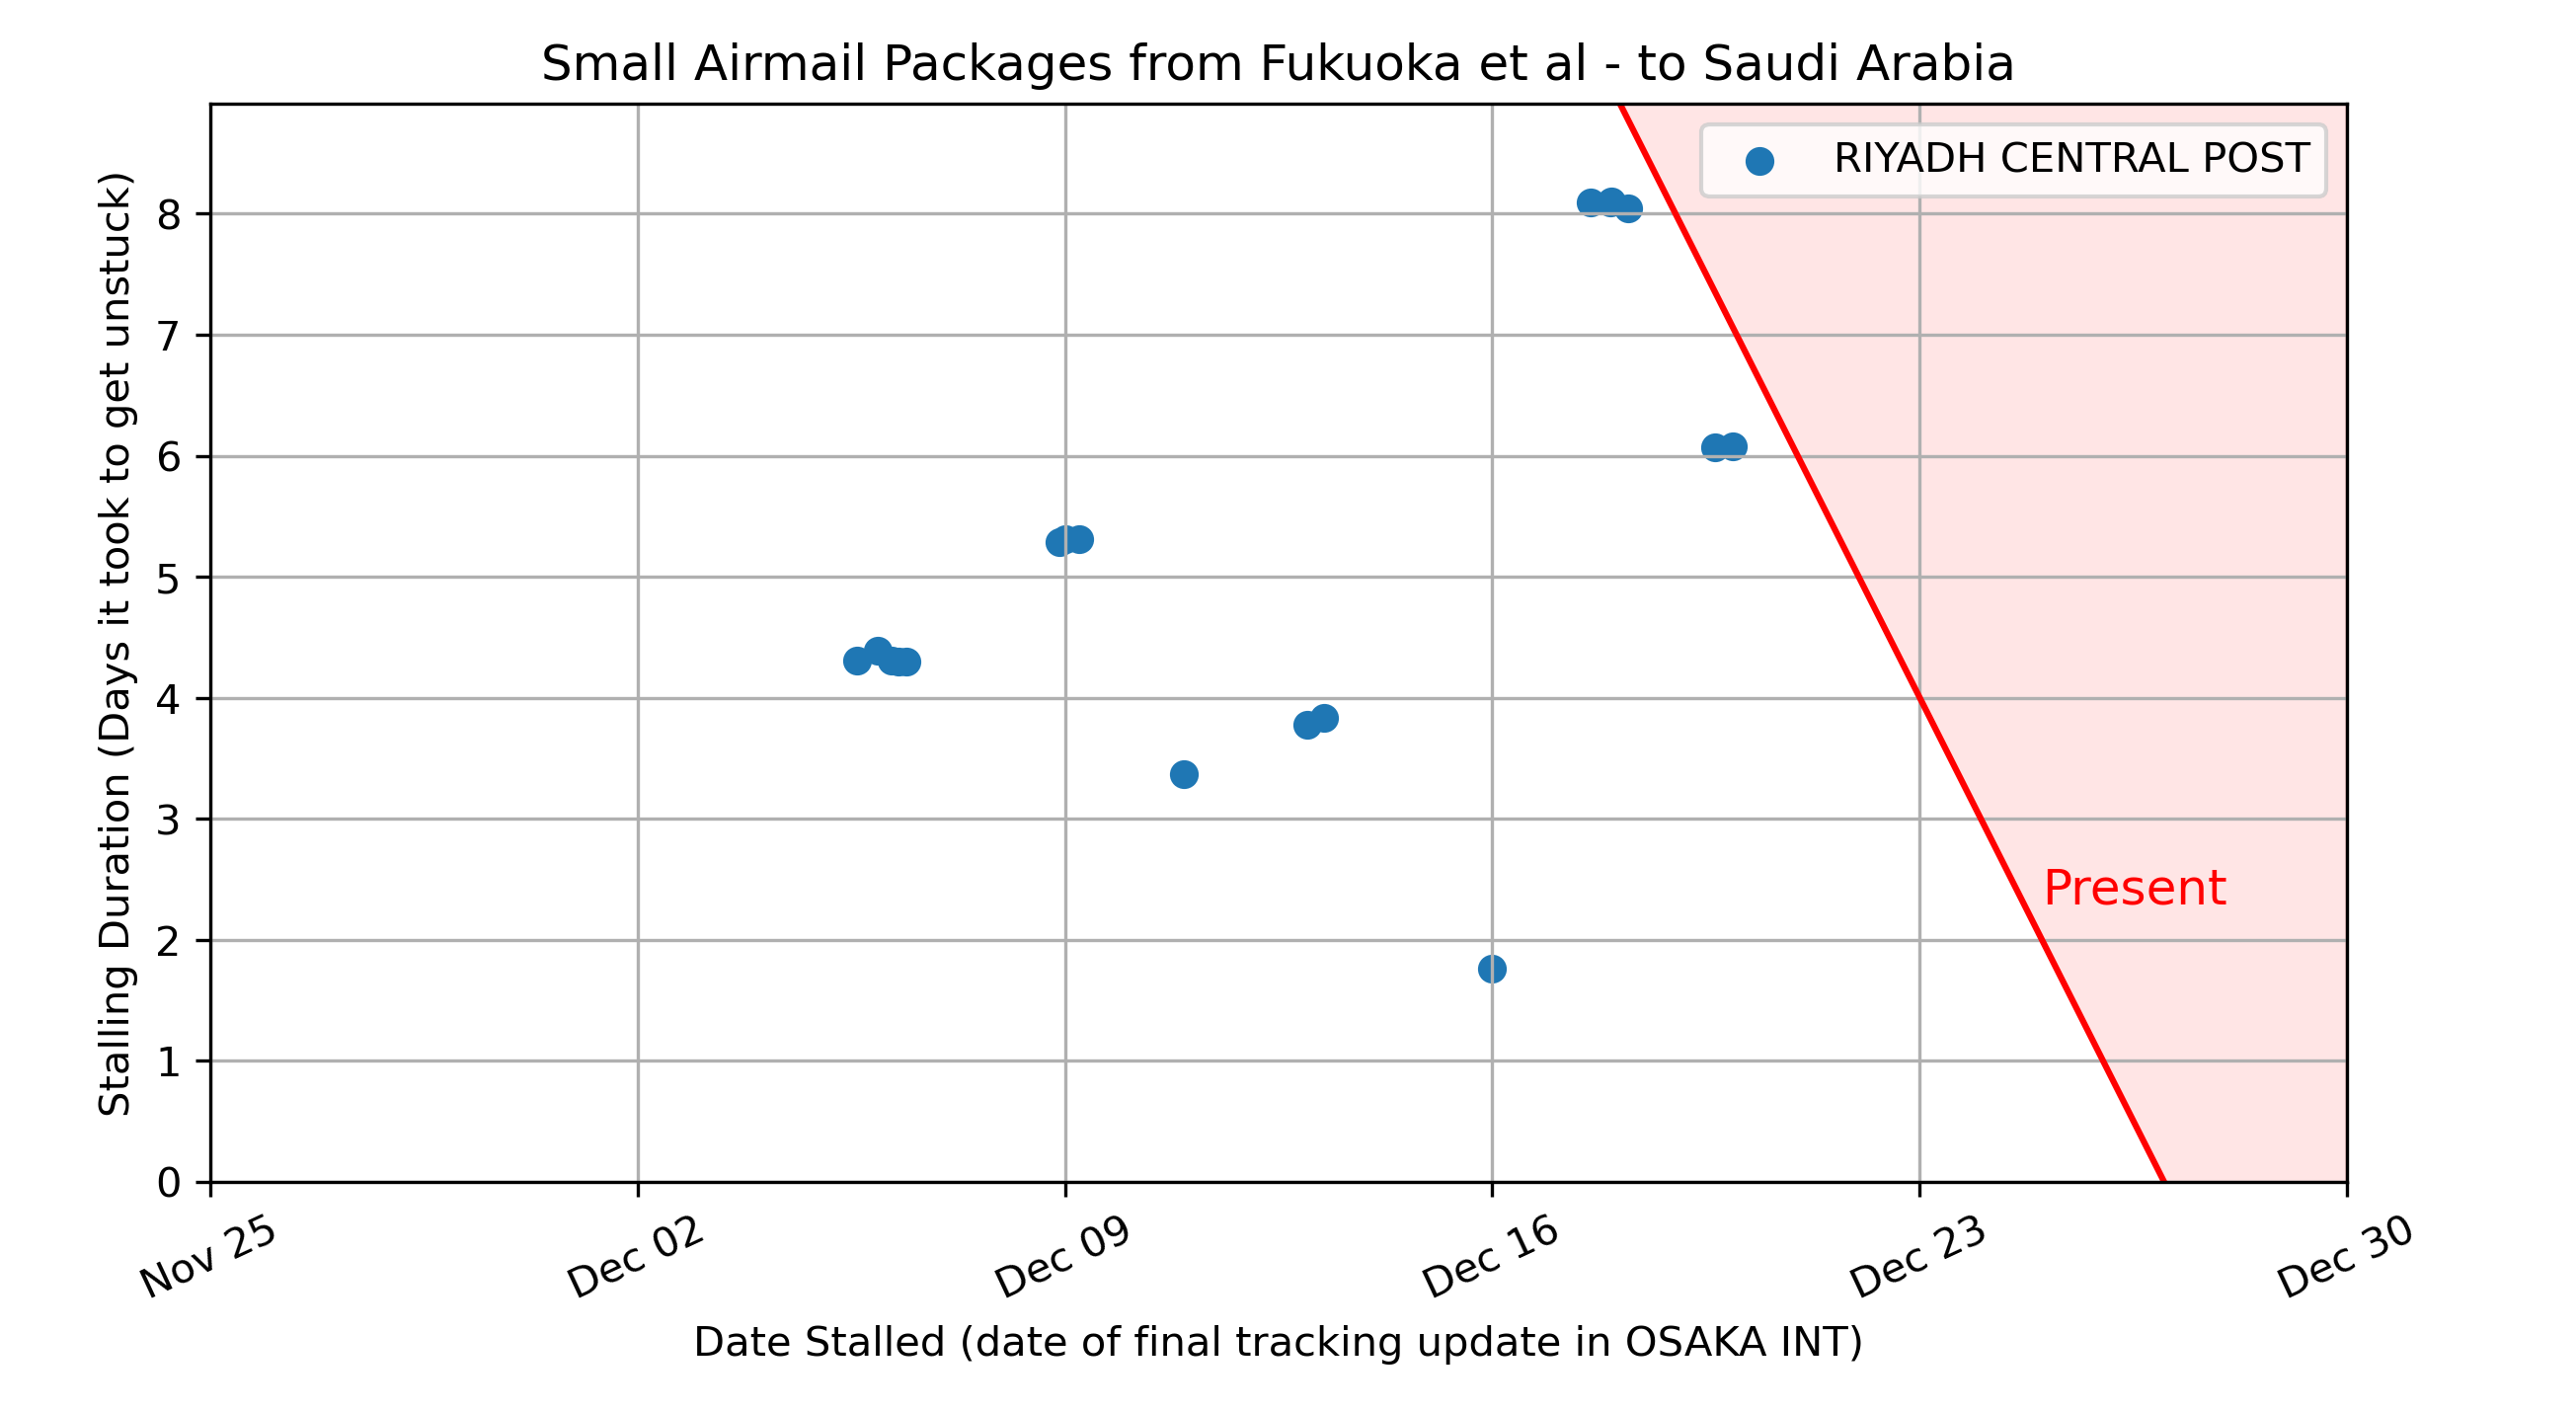 Small Airmail Packages from Fukuoka et al - to Saudi Arabia
RIYADH CENTRAL POST
Stalling Duration (Days it took to get unstuck)
8
7
6
5
4
3
2
1
0
Present
Nov 25
Dec 02
Dec 09
Dec 16
Dec 23
Dec 30
Date Stalled (date of final tracking update in OSAKA INT)